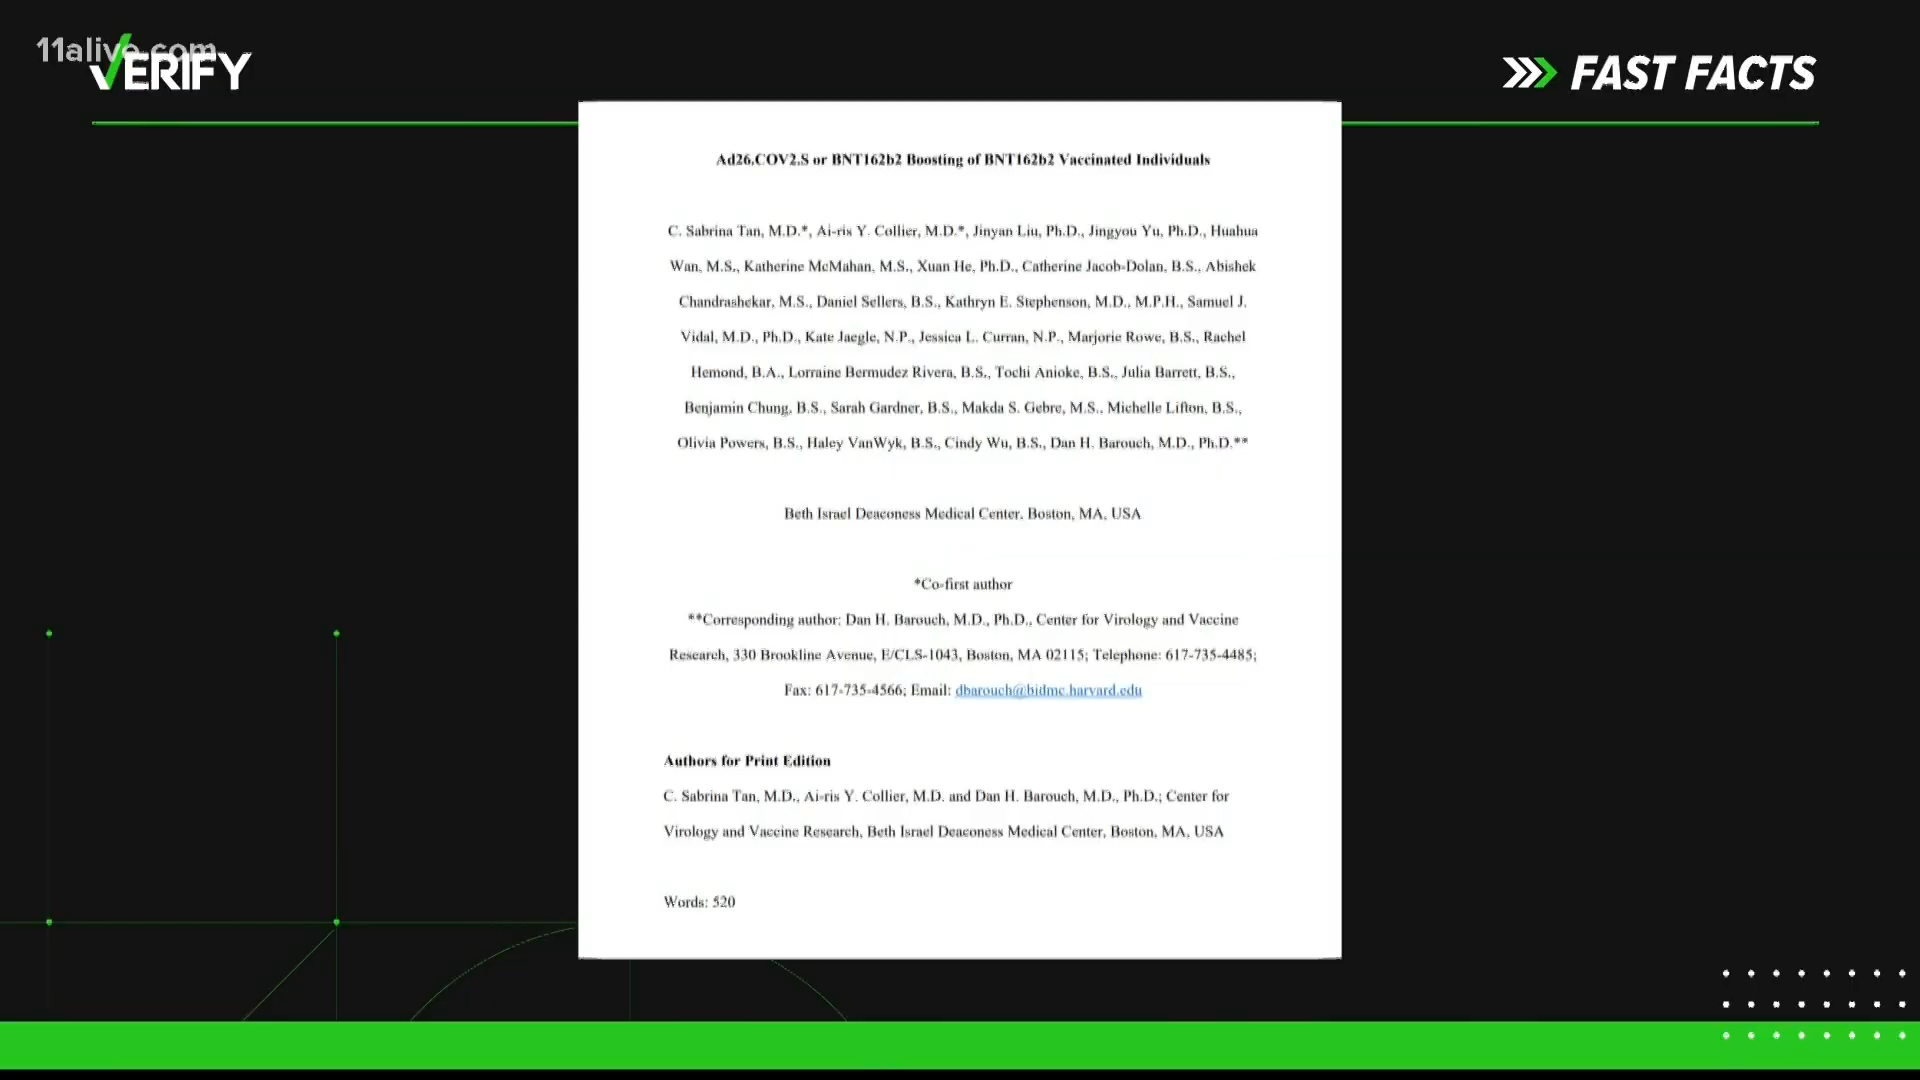 11alive.com
VERIFY
FAST FACTS
Ad26.COV2.S or BNT162b2 Boosting of BNT162b2 Vaccinated Individuals
C. Sabrina Tan, M.D.*, Ai-ris Y. Collier, M.D.*, Jinyan Liu, Ph.D., Jingyou Yu, Ph.D., Huahua
Wan, M.S., Katherine McMahan, M.S., Xuan He, Ph.D., Catherine Jacob-Dolan, B.S., Abishek
Chandrashekar, M.S., Daniel Sellers, B.S., Kathryn E. Stephenson, M.D., M.P.H., Samuel J.
Vidal, M.D., Ph.D., Kate Jaegle, N.P., Jessica L. Curran, N.P., Marjorie Rowe, B.S., Rachel
Hemond, B.A., Lorraine Bermudez Rivera, B.S., Tochi Anioke, B.S., Julia Barrett, B.S.,
Benjamin Chung, B.S., Sarah Gardner, B.S., Makda S. Gebre, M.S., Michelle Lifton, B.S.,
Olivia Powers, B.S., Haley VanWyk, B.S., Cindy Wu, B.S., Dan H. Barouch, M.D., Ph.D.**
Beth Israel Deaconess Medical Center, Boston, MA, USA
*Co-first author
**Corresponding author: Dan H. Barouch, M.D., Ph.D., Center for Virology and Vaccine
Research, 330 Brookline Avenue, E/CLS-1043, Boston, MA 02115; Telephone: 617-735-4485;
Fax: 617-735-4566; Email: dbarouch@bidmc.harvard.edu
Authors for Print Edition
C. Sabrina Tan, M.D., Ai-ris Y. Collier, M.D. and Dan H. Barouch, M.D., Ph.D.; Center for
Virology and Vaccine Research, Beth Israel Deaconess Medical Center, Boston, MA, USA
Words: 520